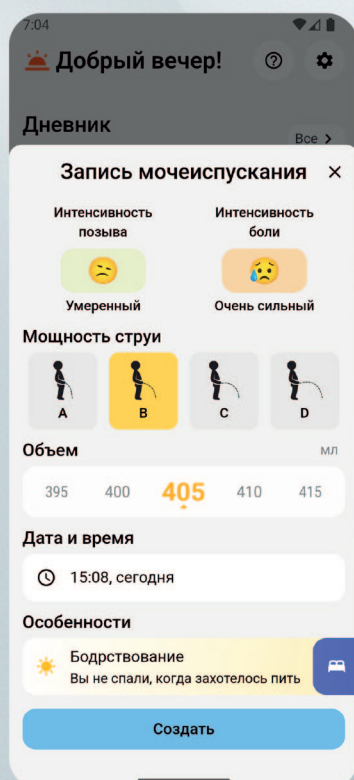 7:04
Добрый вечер!
Дневник
Все >
Запись мочеиспускания
Интенсивность
позыва
Интенсивность
боли
Умеренный
Очень сильный
Мощность струи
A
B
C
D
Объем
мл
395 400 405 410 415
Дата и время
15:08, сегодня
Особенности
Бодрствование
Вы не спали, когда захотелось пить
Создать